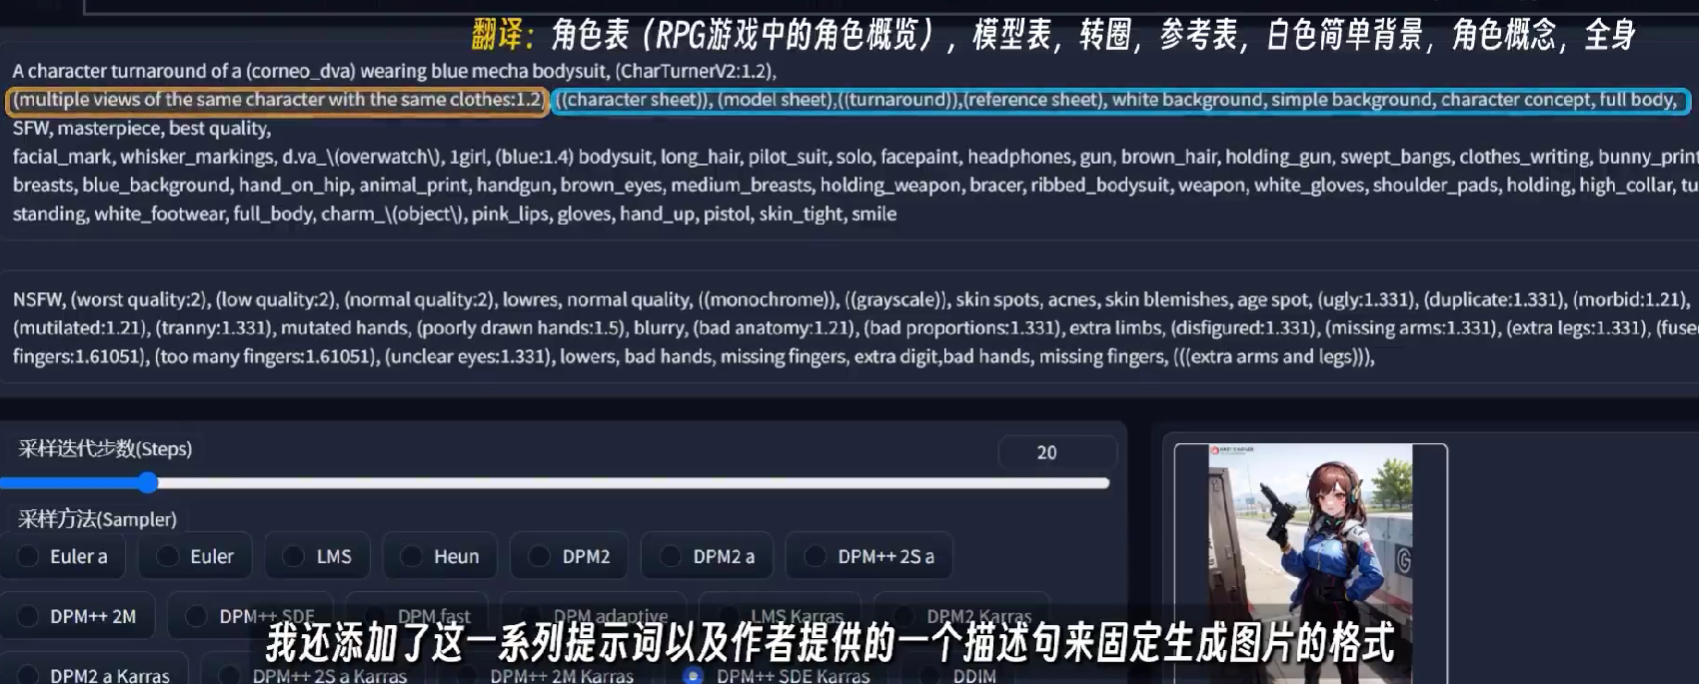 翻译：角色表（RPG游戏中的角色概览），模型表，转圈，参考表，白色简单背景，角色概念，全身
A character turnaround of a (corneo_dva) wearing blue mecha bodysuit, (CharTurnerV2:1.2),
(multiple views of the same character with the same clothes:1.2), ((character sheet)), (model sheet),((turnaround)),(reference sheet), white background, simple background, character concept, full body,
SFW, masterpiece, best quality,
facial_mark, whisker_markings, d.va_\(overwatch\), 1girl, (blue:1.4) bodysuit, long_hair, pilot_suit, solo, facepaint, headphones, gun, brown_hair, holding_gun, swept_bangs, clothes_writing, bunny_print
breasts, blue_background, hand_on_hip, animal_print, handgun, brown_eyes, medium_breasts, holding_weapon, bracer, ribbed_bodysuit, weapon, white_gloves, shoulder_pads, holding, high_collar, tu
standing, white_footwear, full_body, charm_\(object\), pink_lips, gloves, hand_up, pistol, skin_tight, smile
NSFW, (worst quality:2), (low quality:2), (normal quality:2), lowres, normal quality, ((monochrome)), ((grayscale)), skin spots, acnes, skin blemishes, age spot, (ugly:1.331), (duplicate:1.331), (morbid:1.21),
(mutilated:1.21), (tranny:1.331), mutated hands, (poorly drawn hands:1.5), blurry, (bad anatomy:1.21), (bad proportions:1.331), extra limbs, (disfigured:1.331), (missing arms:1.331), (extra legs:1.331), (fuse
fingers:1.61051), (too many fingers:1.61051), (unclear eyes:1.331), lowers, bad hands, missing fingers, extra digit,bad hands, missing fingers, (((extra arms and legs))),
采样迭代步数(Steps)
20
采样方法(Sampler)
Euler a Euler LMS Heun DPM2 DPM2 a DPM++ 2S a
DPM++ 2M DPM++ SDE DPM fast DPM adaptive LMS Karras DPM2 Karras
我还添加了这一系列提示词以及作者提供的一个描述句来固定生成图片的格式
DPM2 a Karras DPM++ 2S a Karras DPM++ 2M Karras DPM++ SDE Karras DDIM